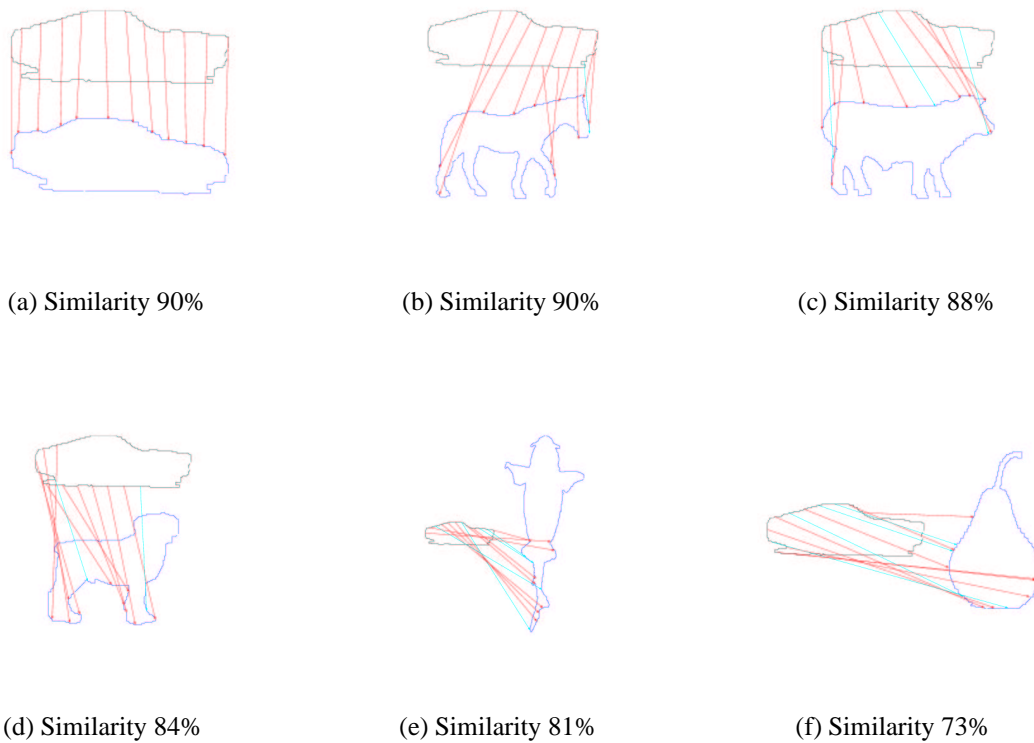 (a) Similarity 90%
(b) Similarity 90%
(c) Similarity 88%
(d) Similarity 84%
(e) Similarity 81%
(f) Similarity 73%